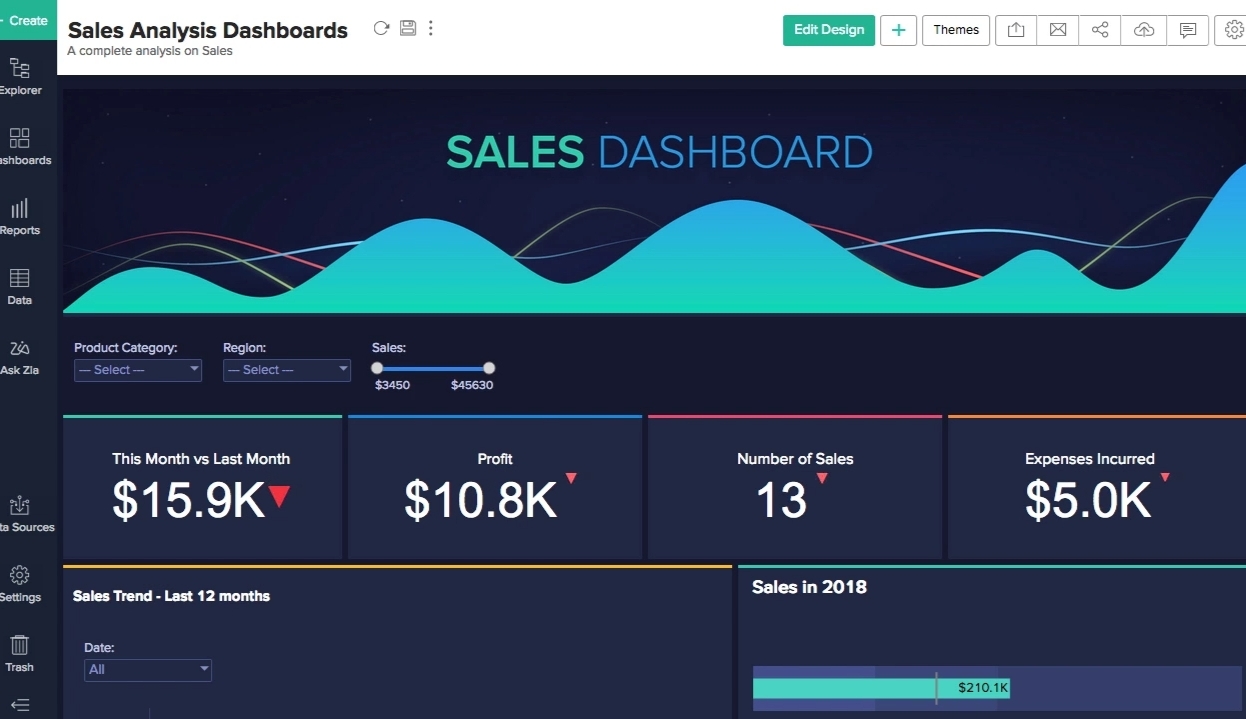 Create
Sales Analysis Dashboards
A complete analysis on Sales
Edit Design
+
Themes
Explorer
ashboards
Reports
Data
Ask Zia
ta Sources
Settings
Trash
SALES DASHBOARD
Product Category:
Region:
Sales:
--- Select ---
--- Select ---
$3450
$45630
This Month vs Last Month
$15.9K
Profit
$10.8K
Number of Sales
13
Expenses Incurred
$5.0K
Sales Trend - Last 12 months
Date:
All
Sales in 2018
$210.1K